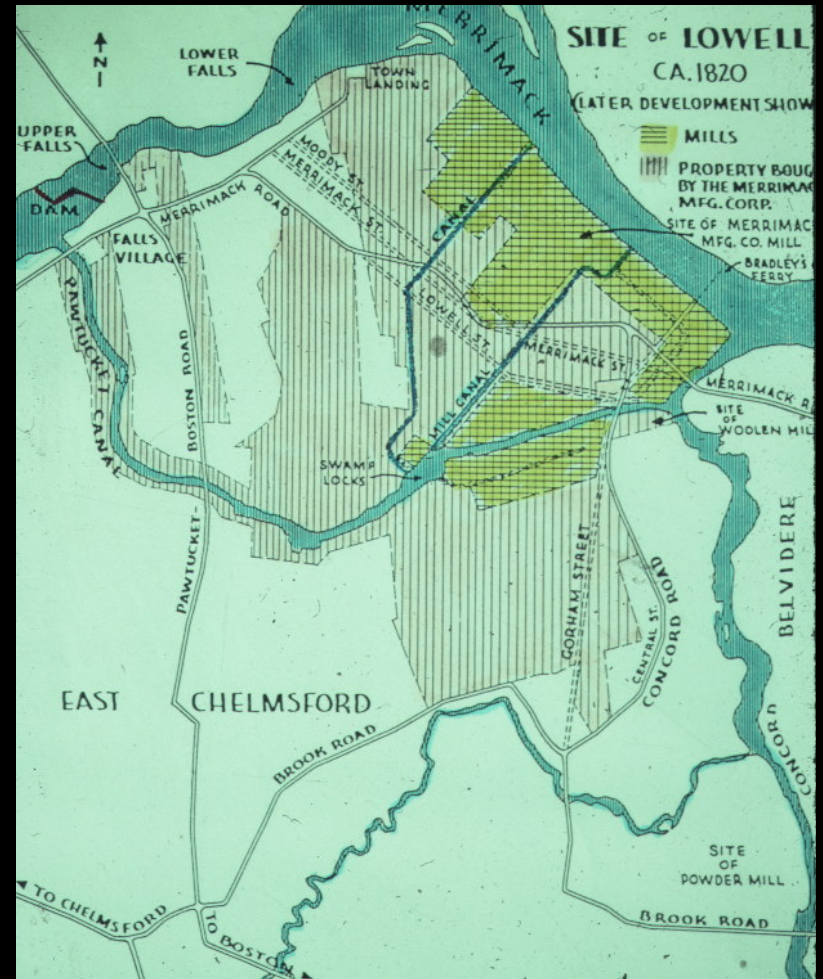 MERRIMACK
SITE OF LOWELL
CA. 1820
(LATER DEVELOPMENT SHOW
MILLS
PROPERTY BOUG
BY THE MERRIMAC
MFG. CORP.
SITE OF MERRIMAC
MFG. CO. MILL
BRADLEY'S
FERRY
N
LOWER
FALLS
TOWN
LANDING
UPPER
FALLS
DAM
MOODY ST.
MERRIMACK ST.
MERRIMACK ROAD
CANAL
FALLS
VILLAGE
PAWTUCKET CANAL
BOSTON ROAD
LOWELL ST.
MERRIMACK ST.
MILL CANAL
MERRIMACK R
SITE
OF
WOOLEN MIL
SWAMP
LOCKS
PAWTUCKET-
GORHAM STREET
CENTRAL ST.
CONCORD ROAD
BELVIDERE
EAST CHELMSFORD
BROOK ROAD
CONCORD
SITE
OF
POWDER MILL
TO CHELMSFORD
TO BOSTON
BROOK ROAD